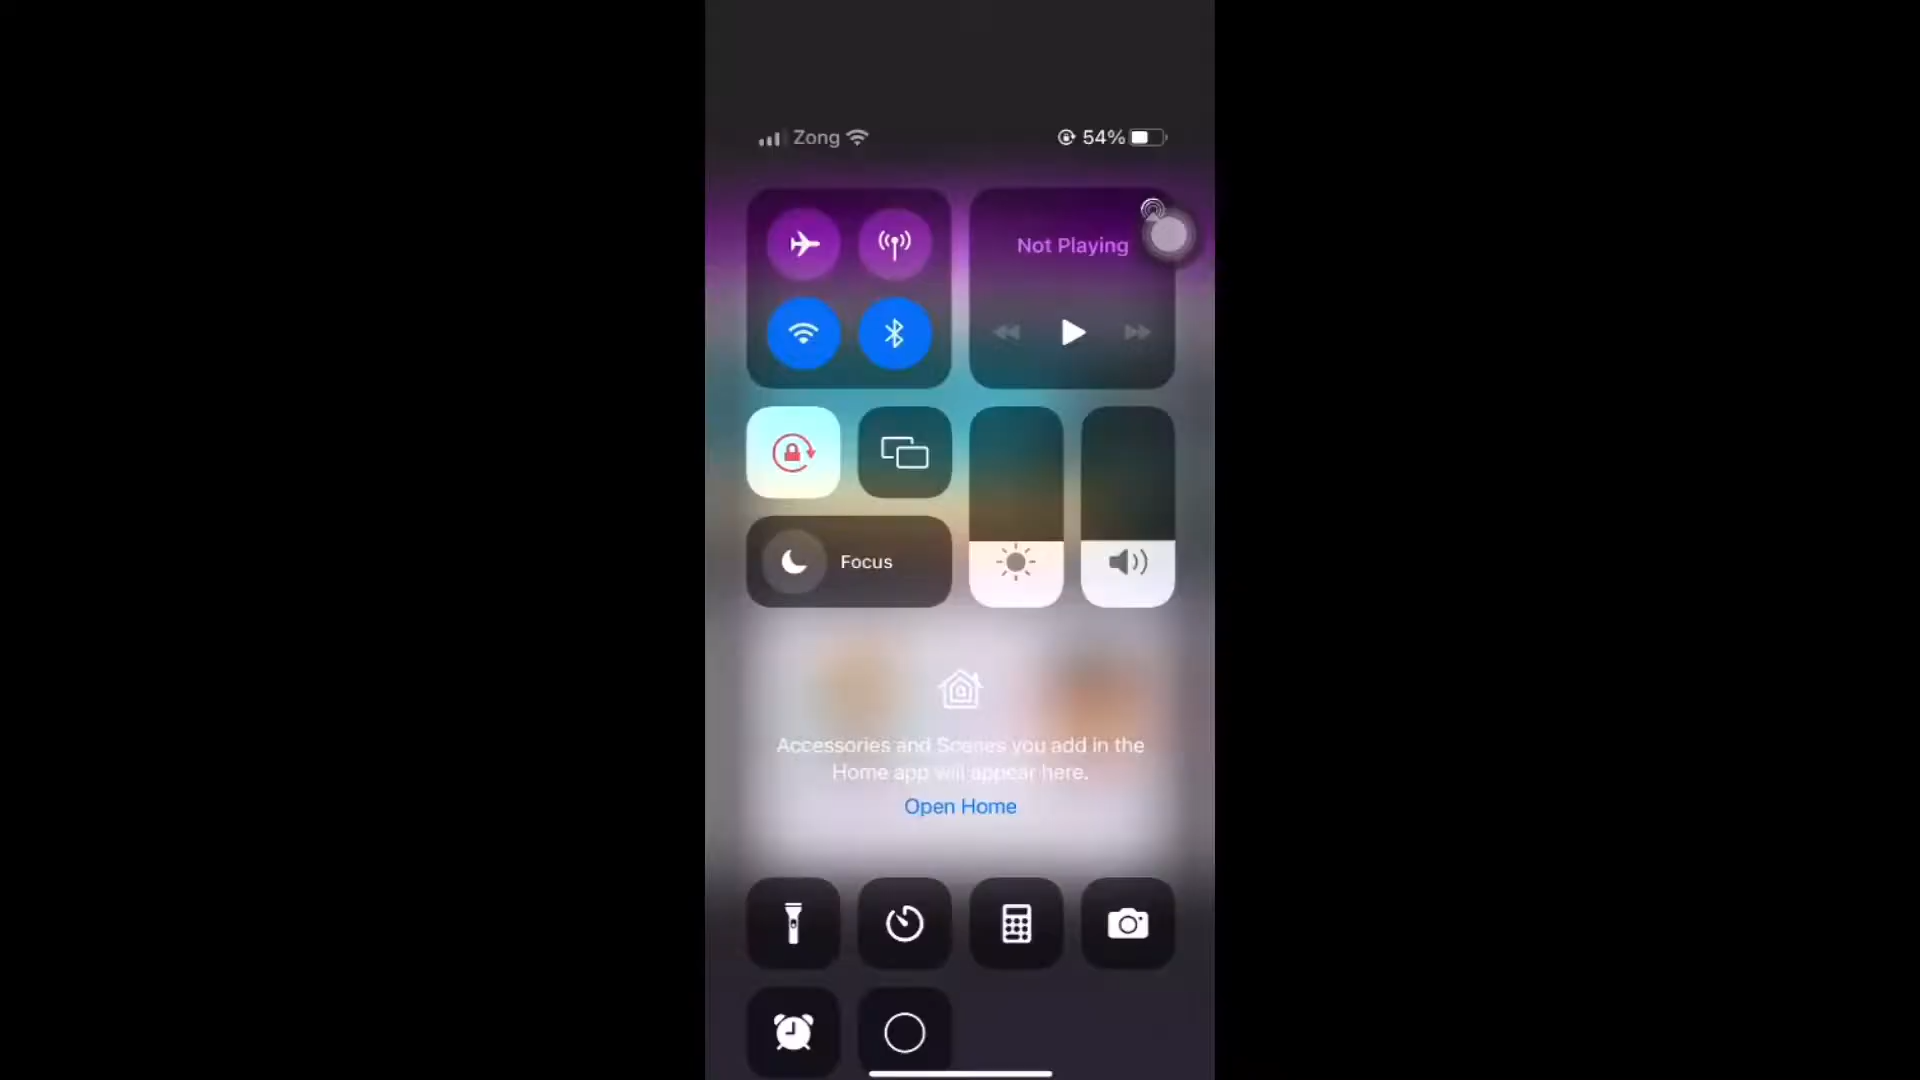 Zong
54%
Not Playing
Focus
Accessories and Scenes you add in the
Home app will appear here.
Open Home